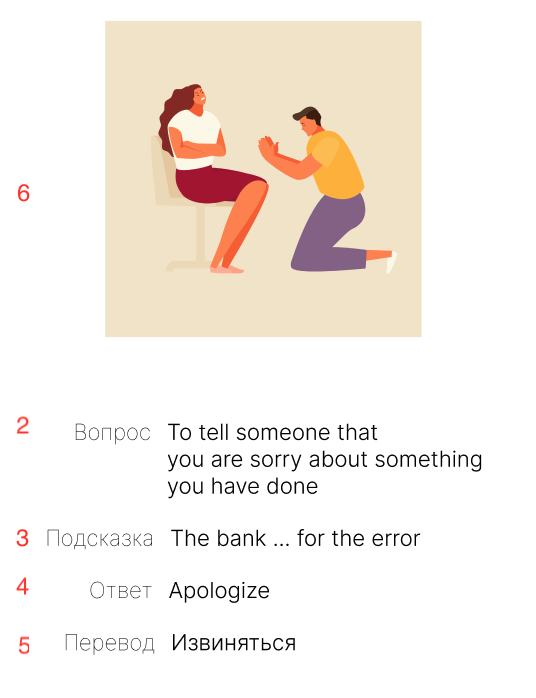 6
2 Вопрос To tell someone that
you are sorry about something
you have done
3 Подсказка The bank ... for the error
4 Ответ Apologize
5 Перевод Извиняться